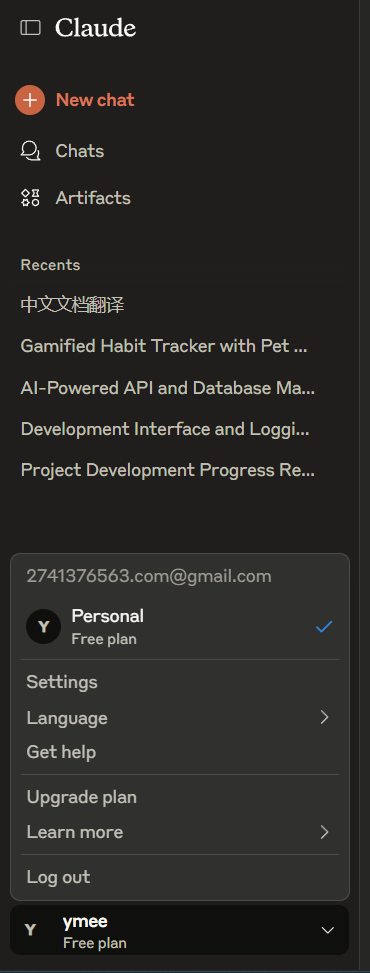 Claude
New chat
Chats
Artifacts
Recents
中文文档翻译
Gamified Habit Tracker with Pet ...
AI-Powered API and Database Ma...
Development Interface and Loggi...
Project Development Progress Re...
2741376563.com@gmail.com
Y
Personal
Free plan
Settings
Language
Get help
Upgrade plan
Learn more
Log out
Y
ymee
Free plan